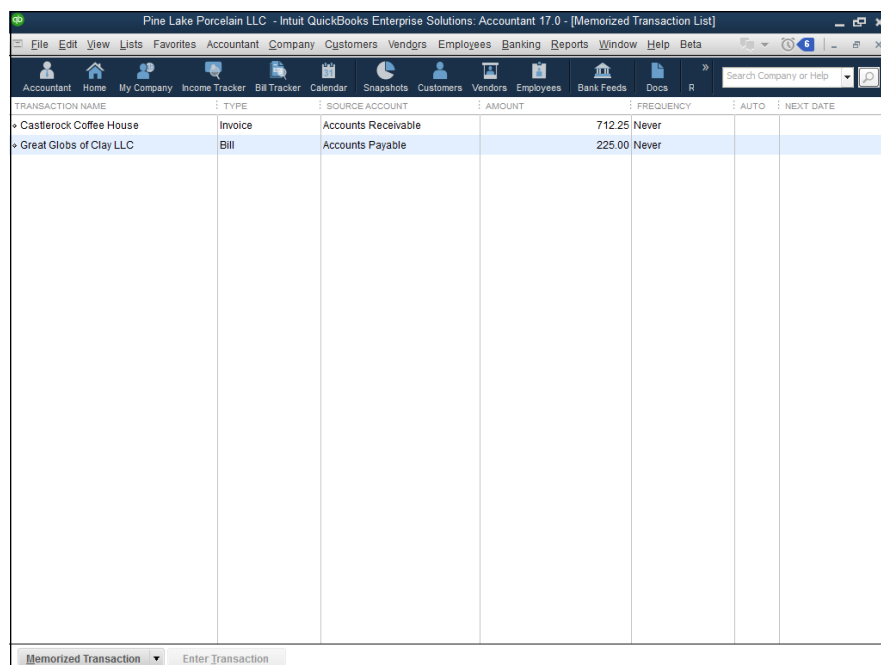 qb Pine Lake Porcelain LLC - Intuit QuickBooks Enterprise Solutions: Accountant 17.0 - [Memorized Transaction List]
File Edit View Lists Favorites Accountant Company Customers Vendors Employees Banking Reports Window Help Beta 6
31
Accountant Home My Company Income Tracker Bill Tracker Calendar Snapshots Customers Vendors Employees Bank Feeds Docs R » Search Company or Help
TRANSACTION NAME TYPE SOURCE ACCOUNT AMOUNT FREQUENCY AUTO NEXT DATE
Castlerock Coffee House Invoice Accounts Receivable 712.25 Never
Great Globs of Clay LLC Bill Accounts Payable 225.00 Never
Memorized Transaction Enter Transaction